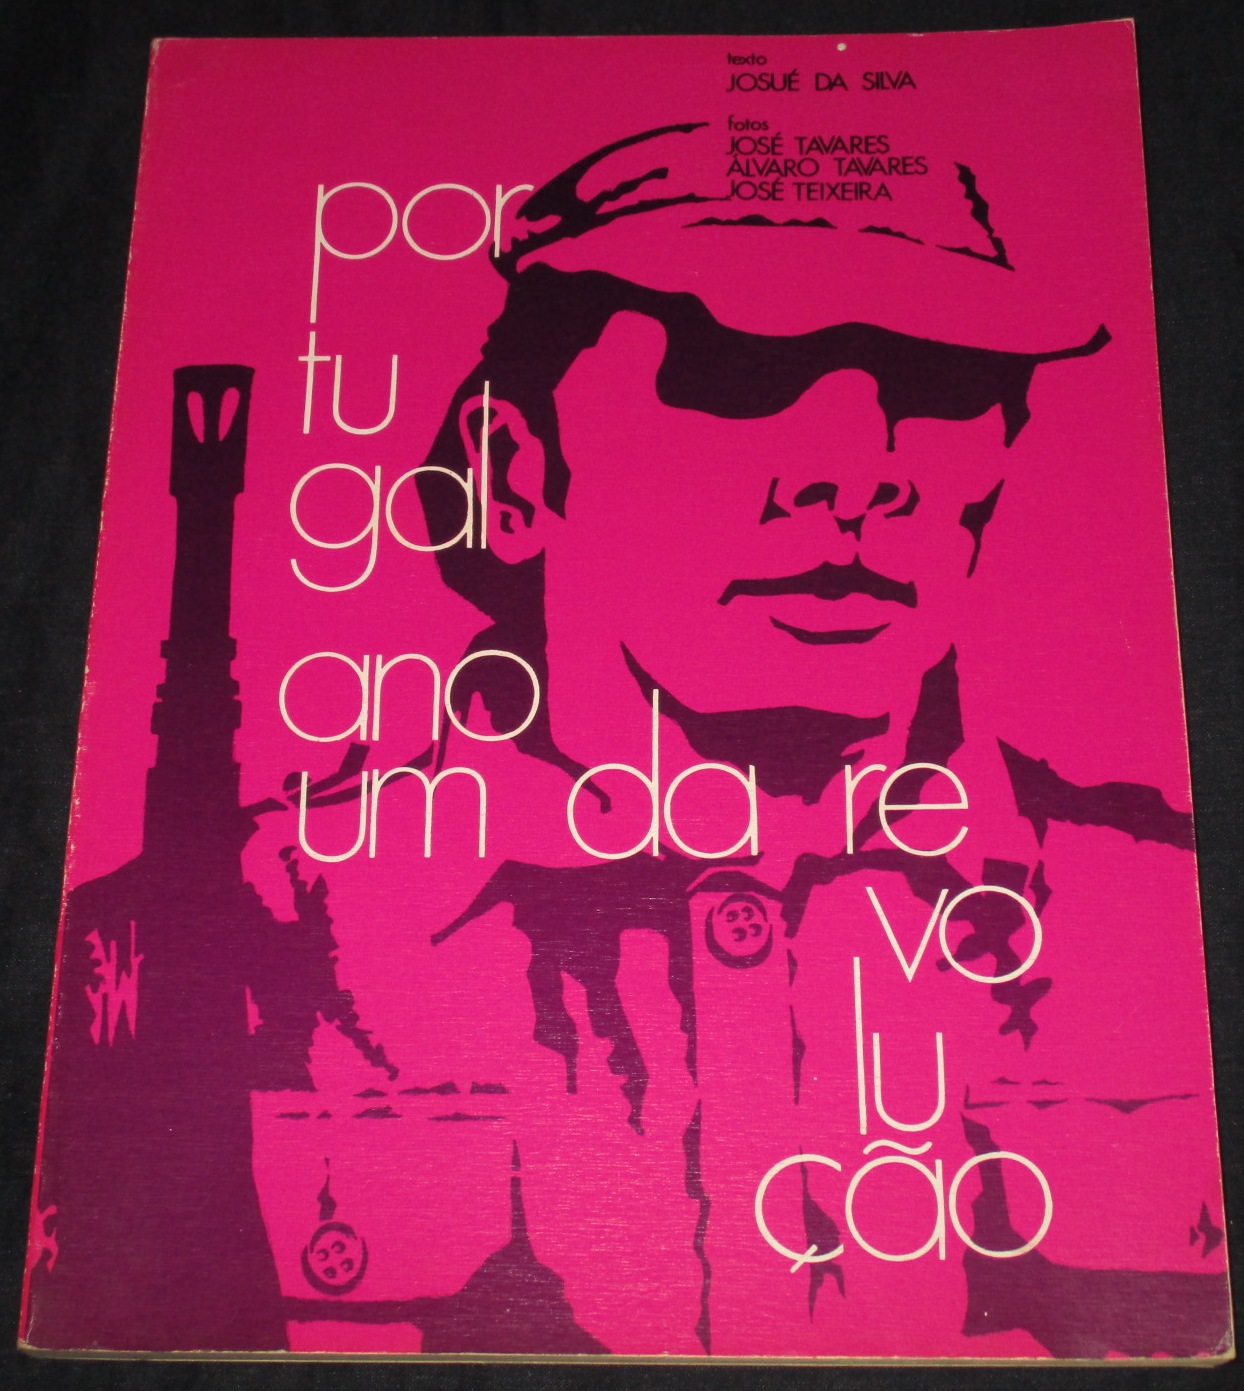 texto
JOSUÉ DA SILVA
fotos
JOSÉ TAVARES
ÁLVARO TAVARES
JOSÉ TEIXEIRA
por
tu
gal
ano
um da re
vo
lu
ção